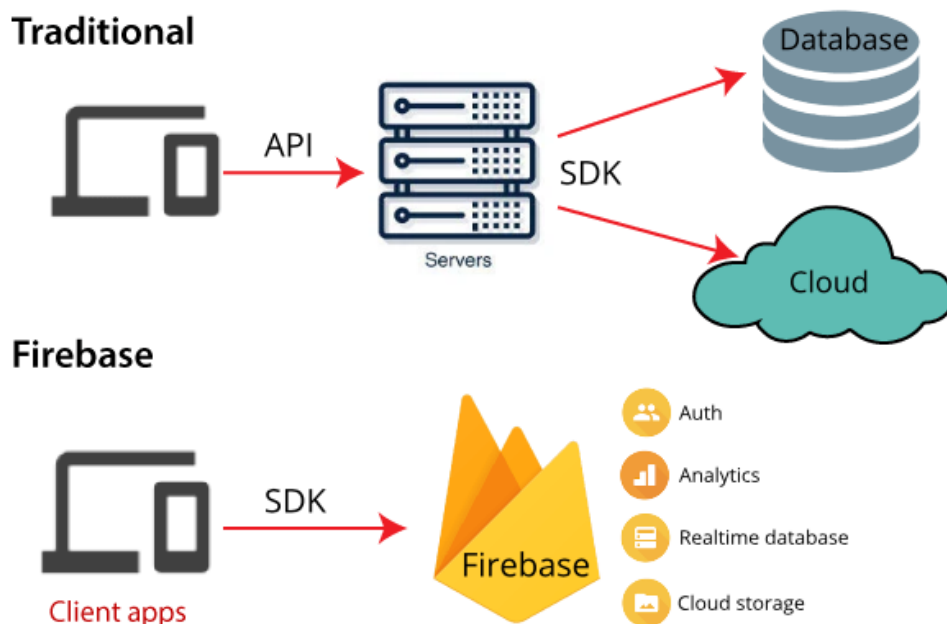 Traditional
Database
API
SDK
Servers
Cloud
Firebase
Auth
Analytics
SDK
Realtime database
Firebase
Cloud storage
Client apps